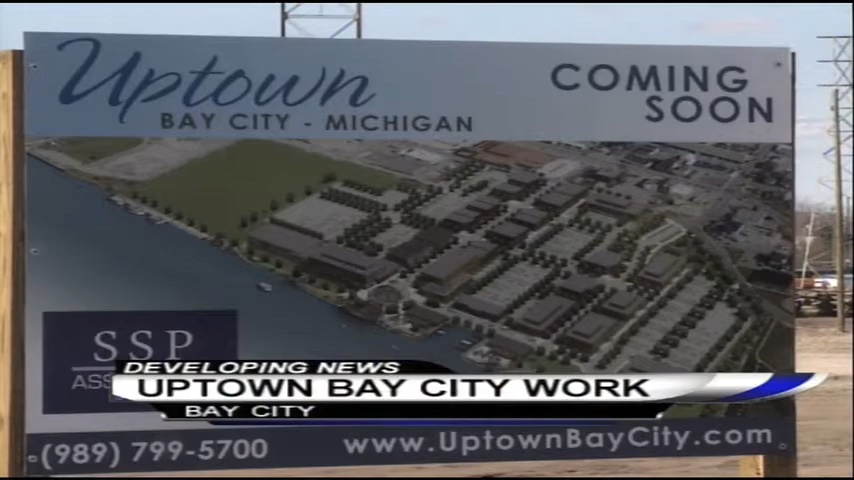 Uptown
BAY CITY - MICHIGAN
COMING
SOON
SSP
DEVELOPING NEWS
UPTOWN BAY CITY WORK
BAY CITY
(989) 799-5700
www.UptownBayCity.com